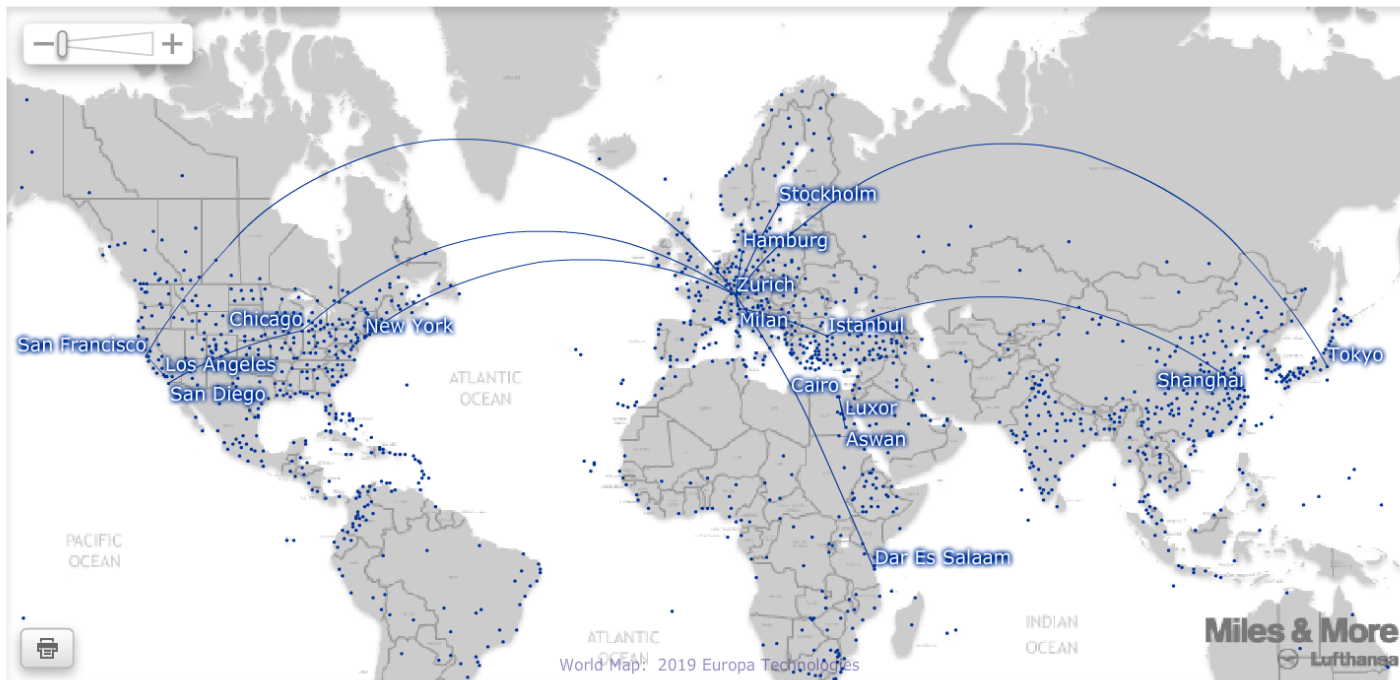 Stockholm
Hamburg
Zurich
Chicago
New York
Milan
Istanbul
San Francisco
Los Angeles
San Diego
Tokyo
Shanghai
Cairo
Luxor
Aswan
ATLANTIC
OCEAN
PACIFIC
OCEAN
Dar Es Salaam
INDIAN
OCEAN
ATLANTIC
OCEAN
Miles & More
Lufthansa
World Map: 2019 Europa Technologies